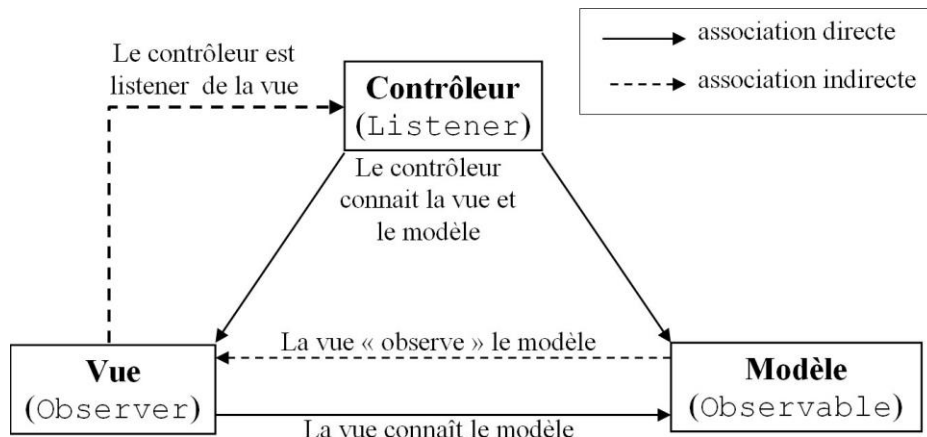 Le contrôleur est
listener de la vue
association directe
association indirecte
Contrôleur
(Listener)
Le contrôleur
connait la vue et
le modèle
La vue « observe » le modèle
Vue
(Observer)
Modèle
(Observable)
La vue connaît le modèle